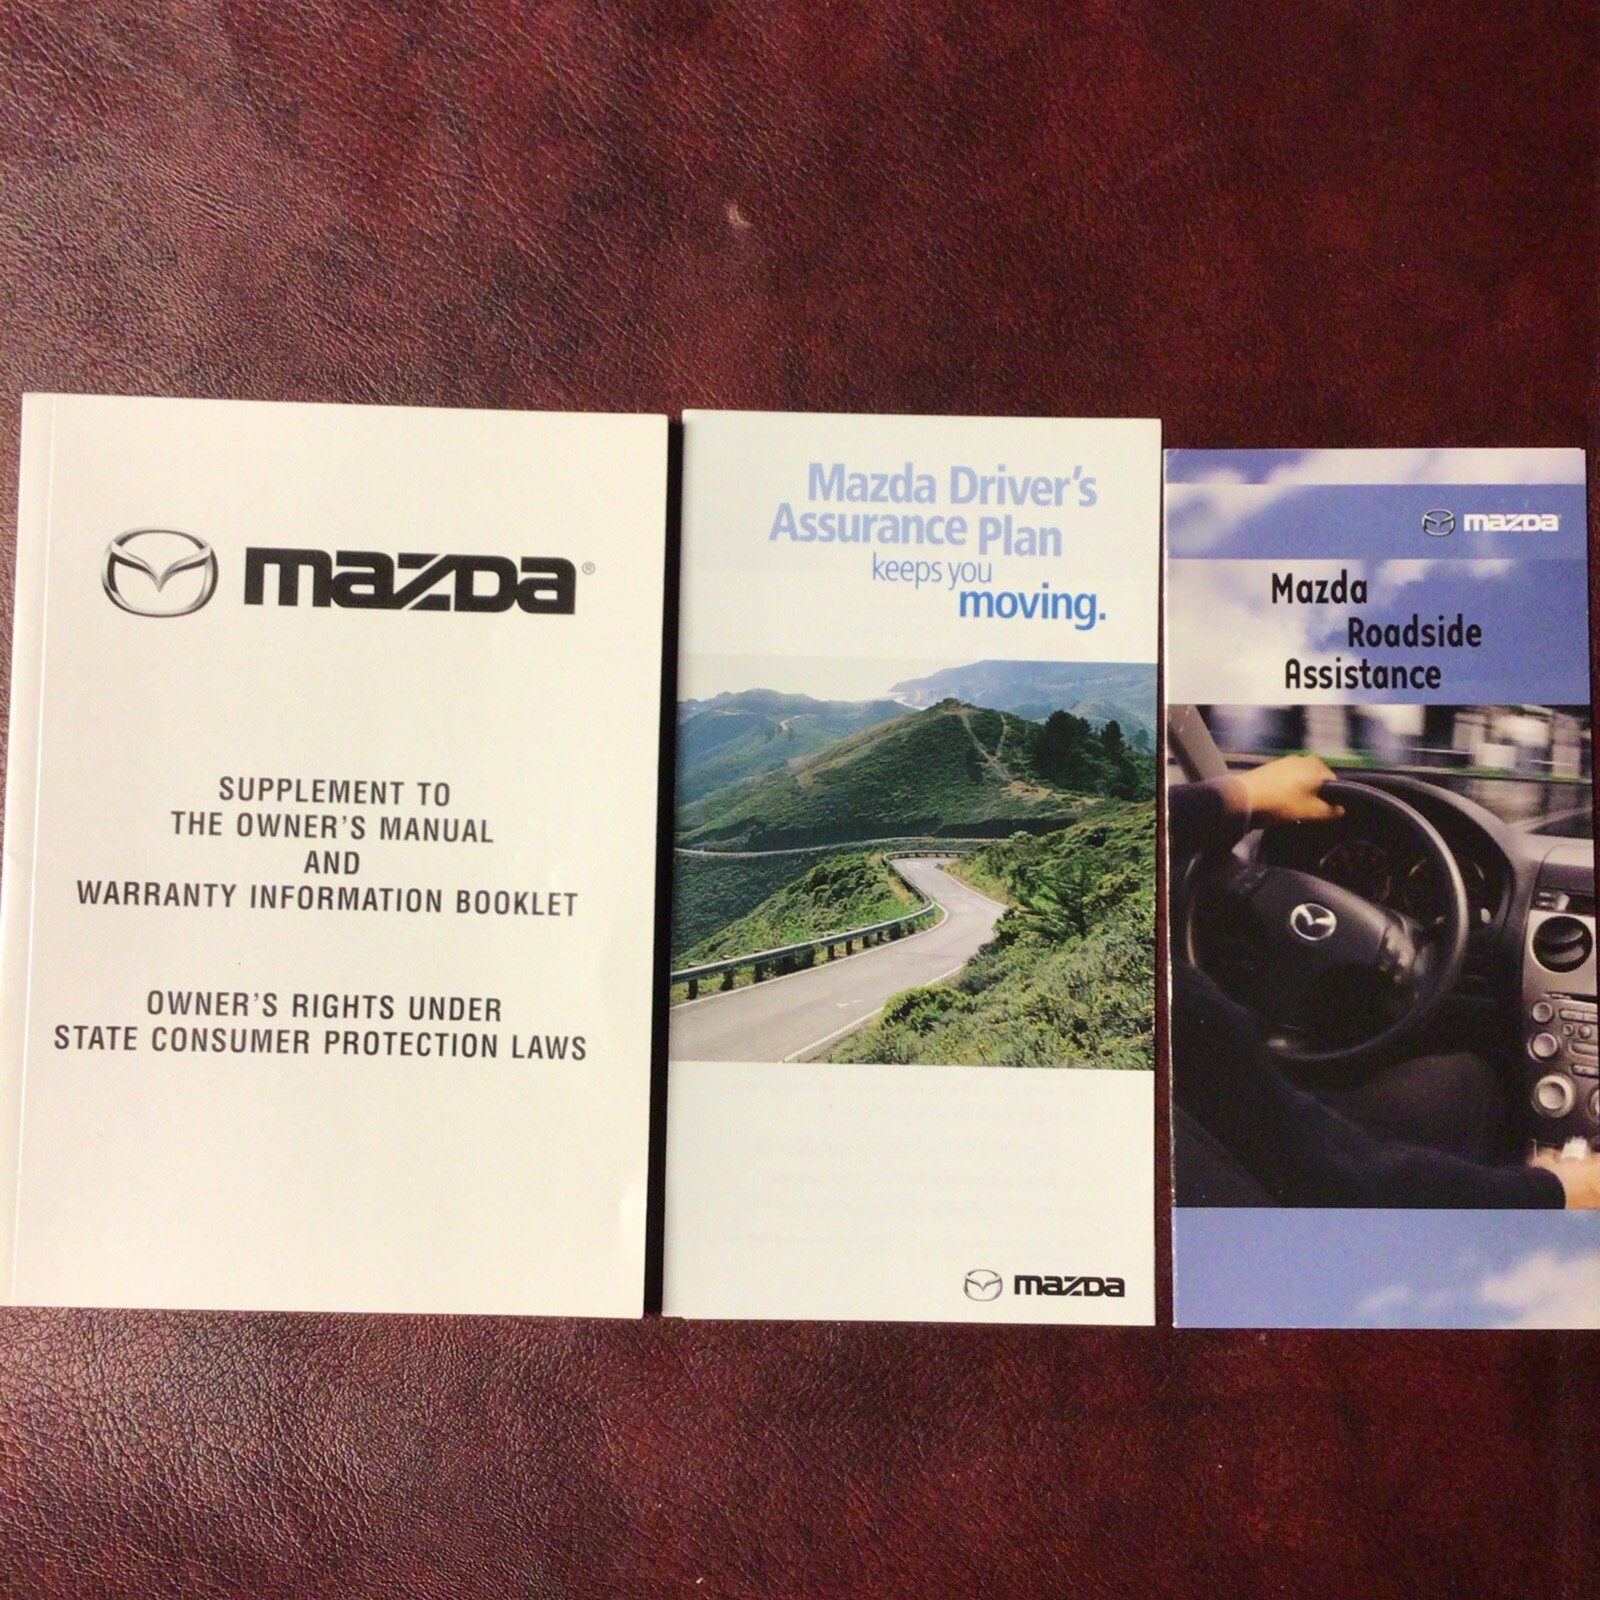 mazda®
SUPPLEMENT TO
THE OWNER'S MANUAL
AND
WARRANTY INFORMATION BOOKLET
OWNER'S RIGHTS UNDER
STATE CONSUMER PROTECTION LAWS
Mazda Driver's
Assurance Plan
keeps you
moving.
mazda
mazda
Mazda
Roadside
Assistance